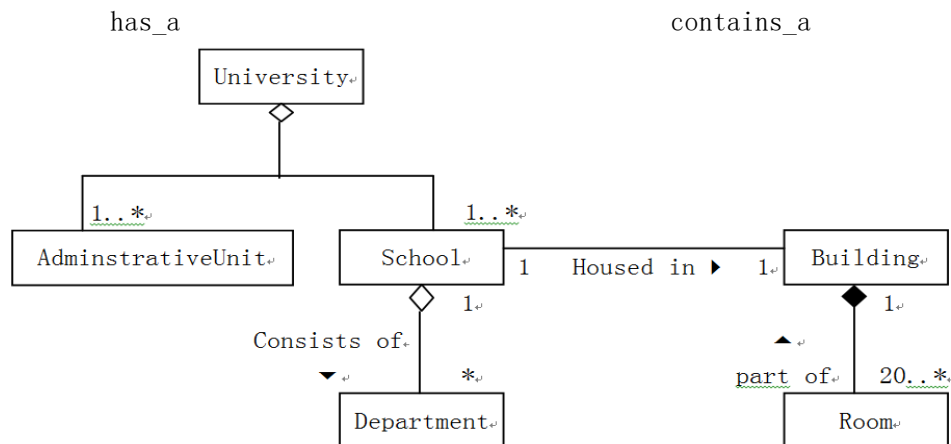 has_a
contains_a
University
1..*
1..*
AdminstrativeUnit
School
1
Housed in
1
Building
1
1
Consists of
*
part of
20..*
Department
Room